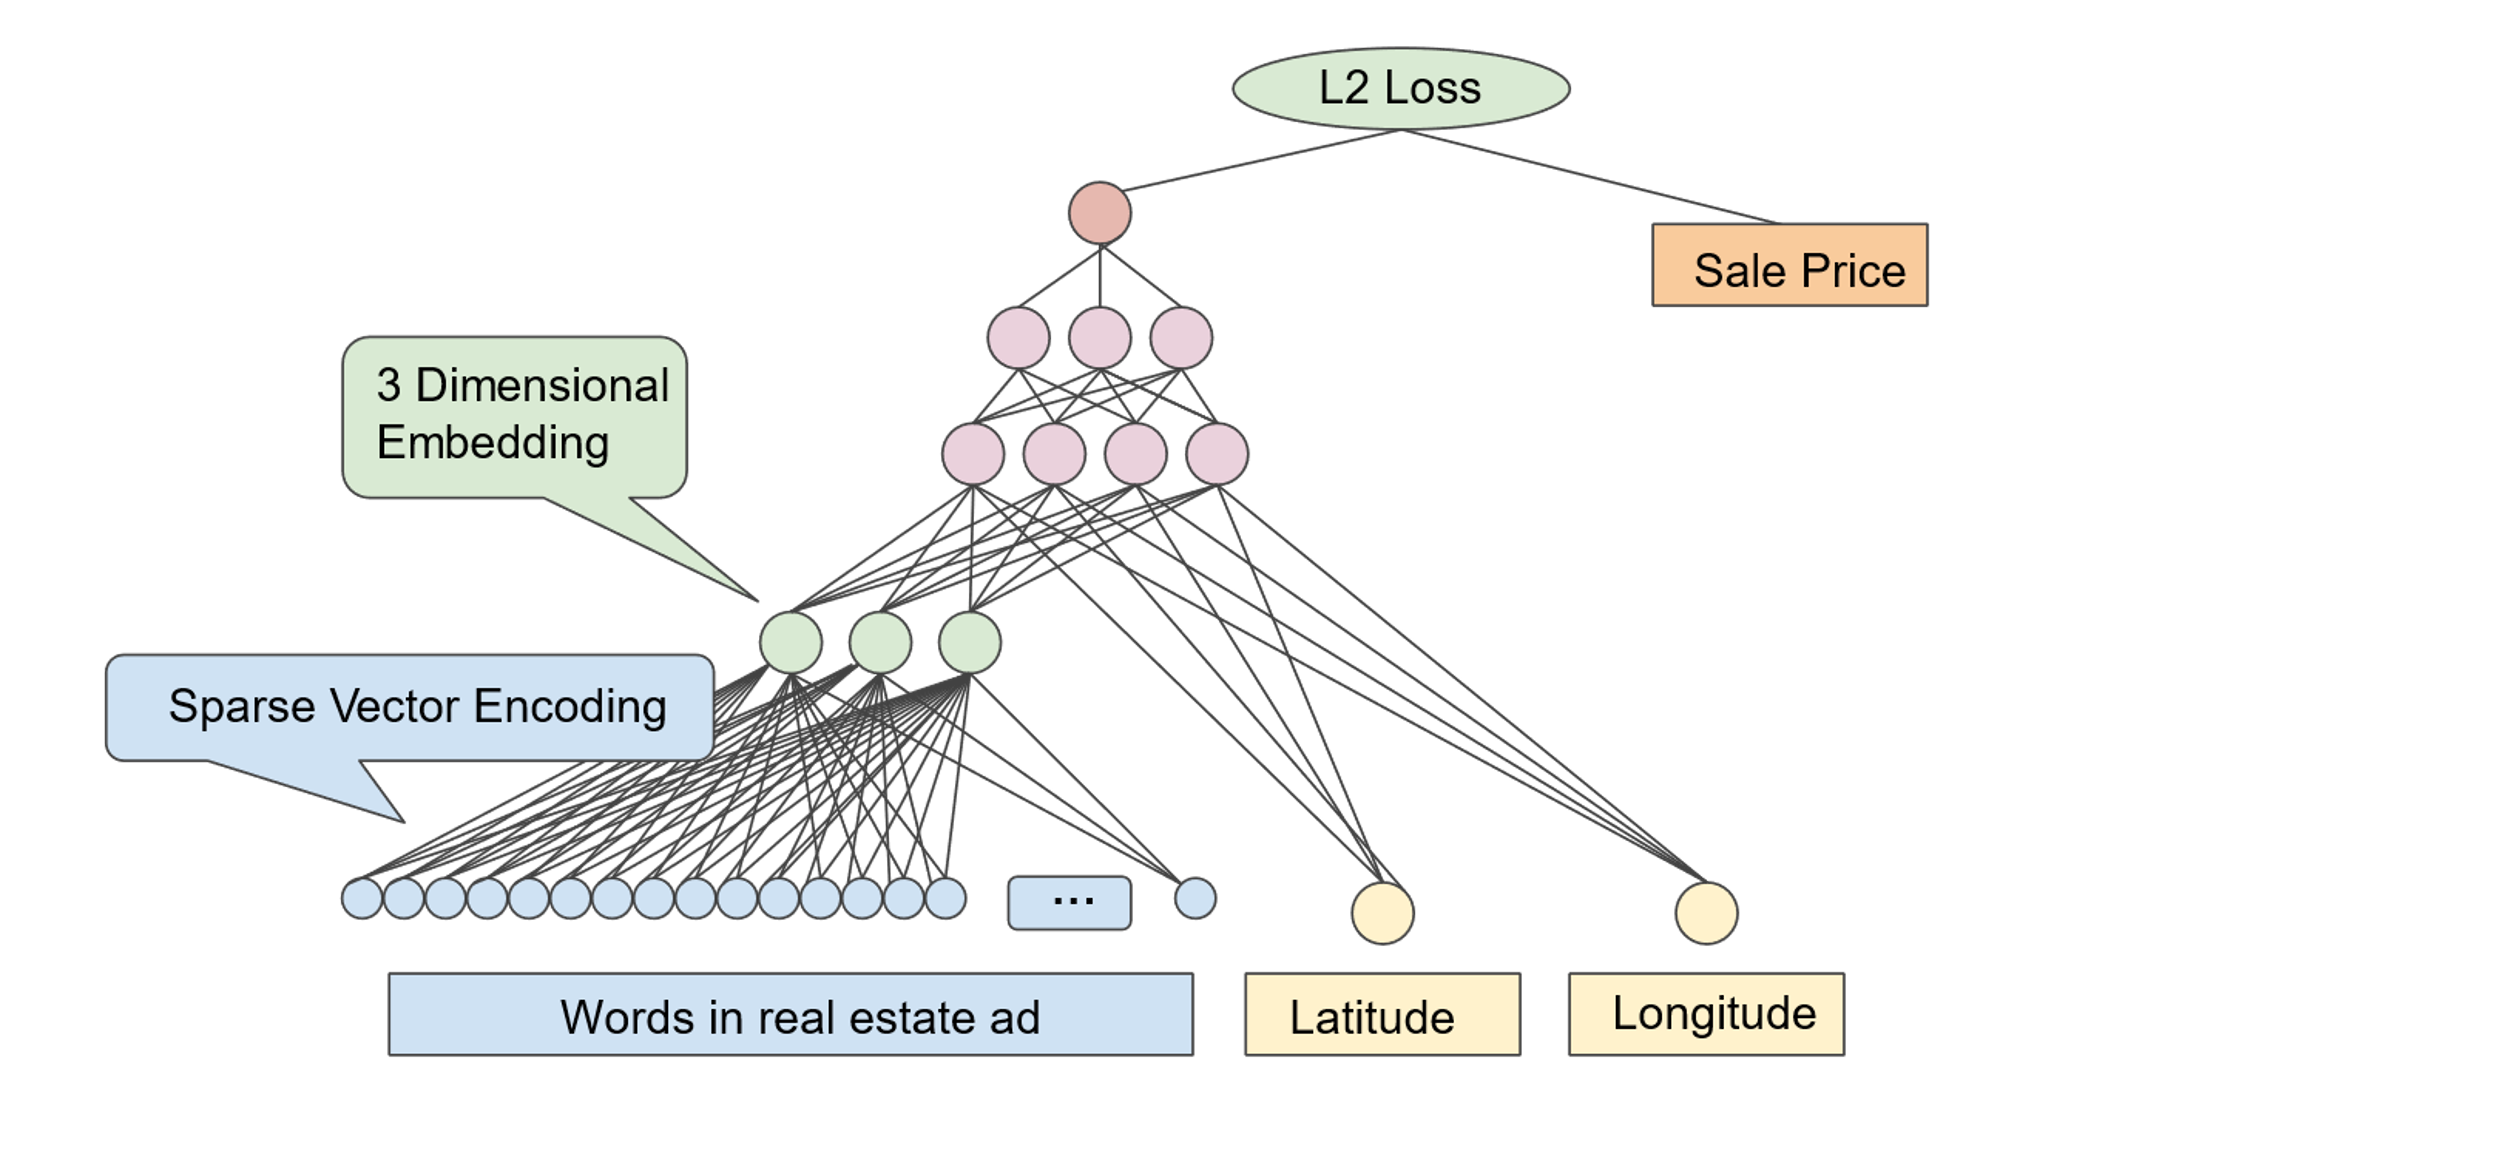 L2 Loss
Sale Price
3 Dimensional
Embedding
Sparse Vector Encoding
...
Words in real estate ad
Latitude
Longitude